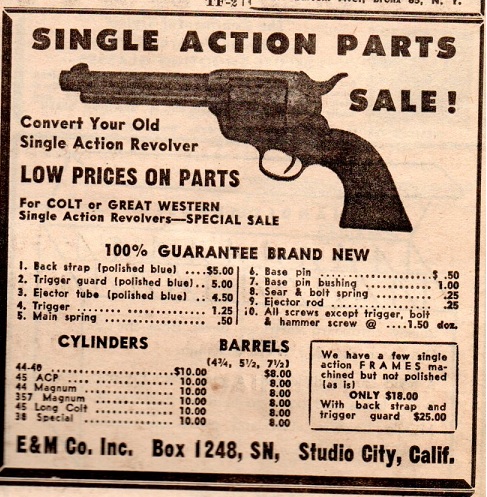 TF-2
Bronx 65, N. Y.
SINGLE ACTION PARTS
SALE!
Convert Your Old
Single Action Revolver
LOW PRICES ON PARTS
For COLT or GREAT WESTERN
Single Action Revolvers—SPECIAL SALE
100% GUARANTEE BRAND NEW
1. Back strap (polished blue) ....$5.00
2. Trigger guard (polished blue) .. 5.00
3. Ejector tube (polished blue) .. 4.50
4. Trigger .................. 1.25
5. Main spring .............. .50
6. Base pin ................$ .50
7. Base pin bushing ........ 1.00
8. Sear & bolt spring ...... .25
9. Ejector rod ............. .25
10. All screws except trigger, bolt
& hammer screw @ ....1.50 doz.
CYLINDERS BARRELS
(4¾, 5½, 7½)
44-40 ..............$10.00 $8.00
45 ACP ............. 10.00 8.00
44 Magnum .......... 10.00 8.00
357 Magnum ......... 10.00 8.00
45 Long Colt ....... 10.00 8.00
38 Special ......... 10.00 8.00
We have a few single
action FRAMES ma-
chined but not polished
(as is)
ONLY $18.00
With back strap and
trigger guard $25.00
E&M Co. Inc. Box 1248, SN, Studio City, Calif.